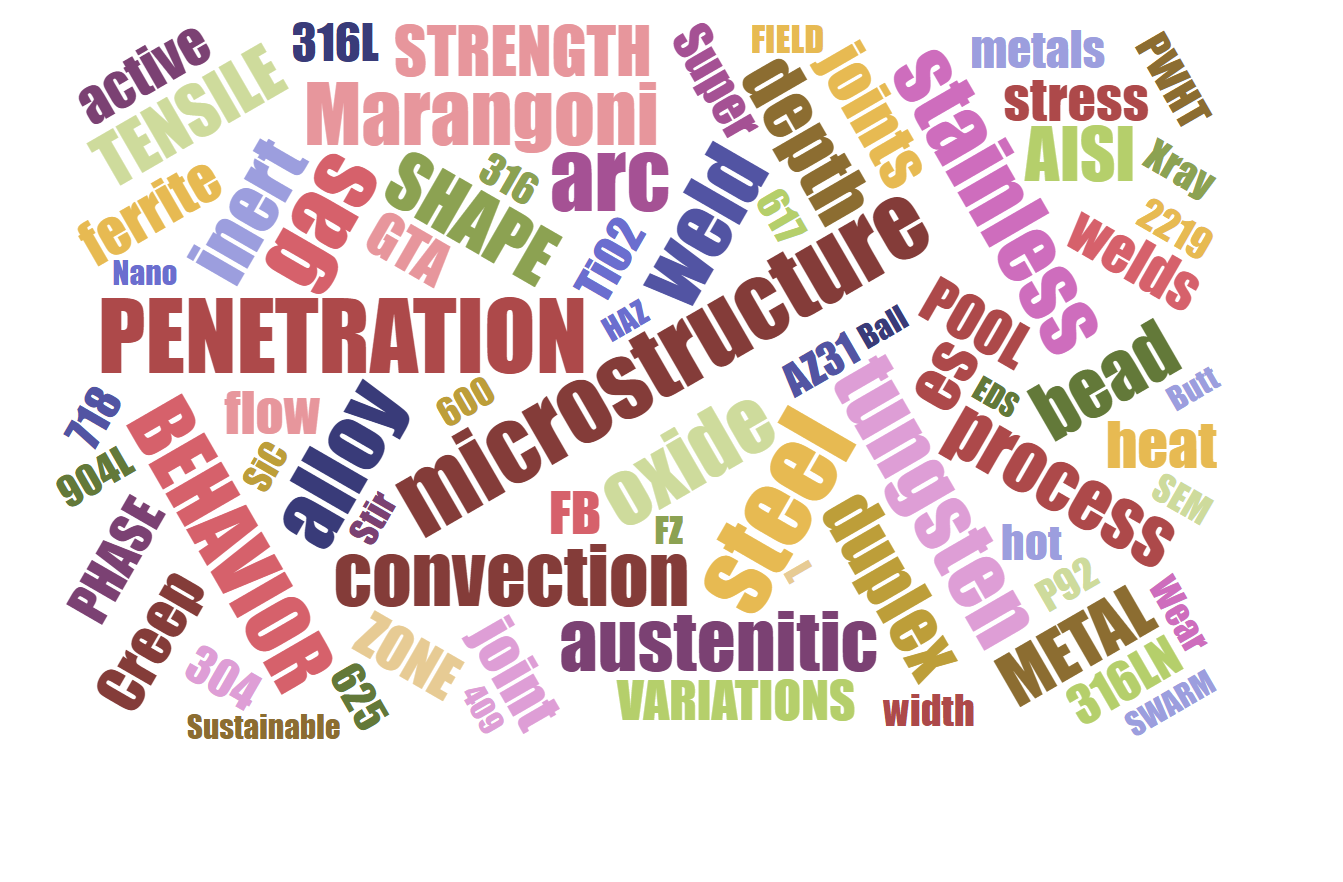 active
TENSILE
316L
STRENGTH
Marangoni
Super
FIELD
depth
joints
stainless
metals
stress
AISI
PWHT
Xray
2219
welds
ferrite
inert
gas
SHAPE
316
GTA
arc
TiO2
weld
617
HAZ
Nano
PENETRATION
microstructure
AZ31
Ball
POOL
es
EDS
bead
Butt
718
904L
BEHAVIOR
flow
SiC
alloy
600
Stir
oxide
steel
tungsten
process
heat
SEM
PHASE
Creep
FB
FZ
convection
L
duplex
hot
P92
METAL
Wear
316LN
SWARM
304
Sustainable
625
ZONE
joint
409
austenitic
VARIATIONS
width